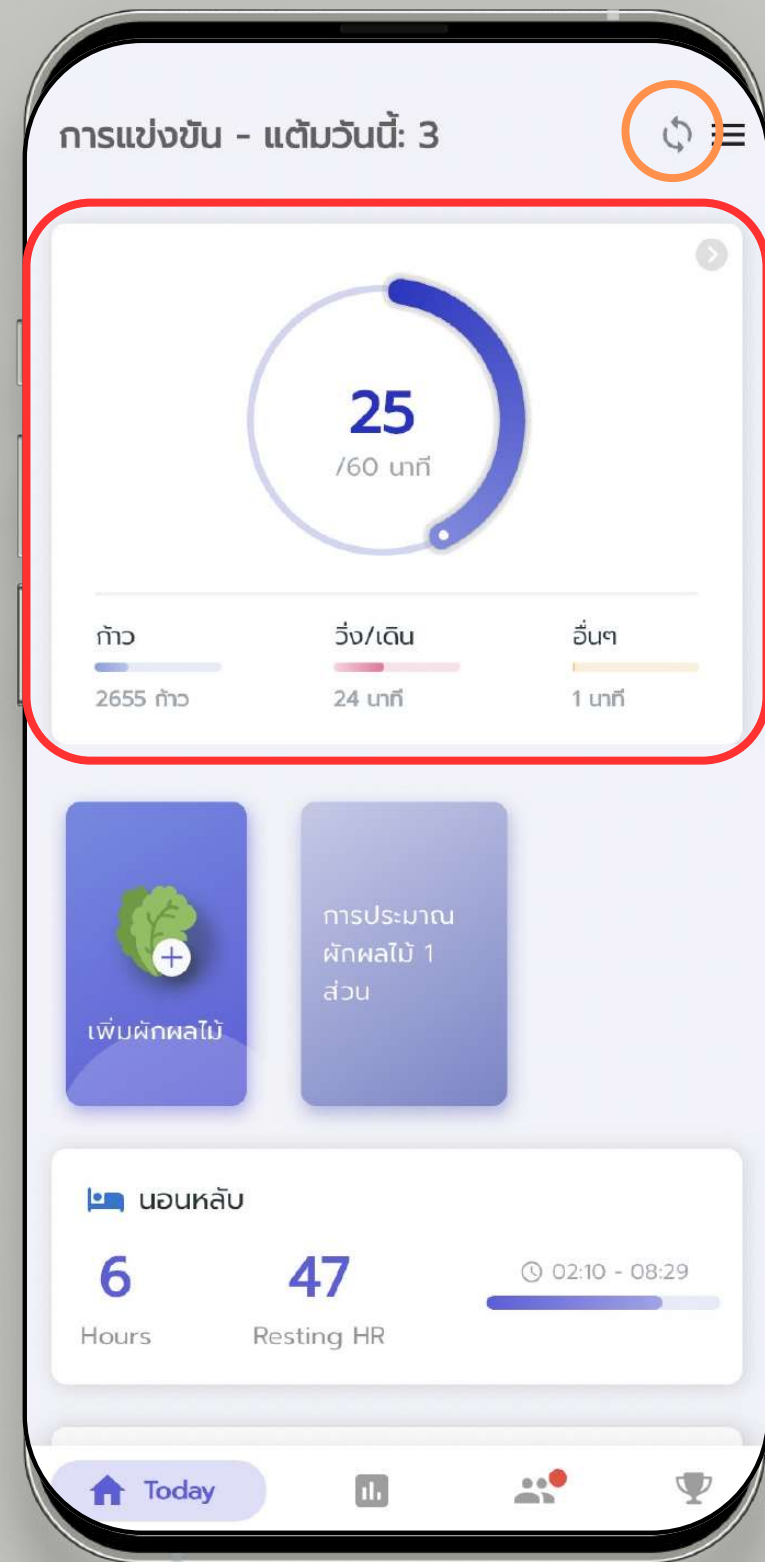 การแข่งขัน - แต้มวันนี้: 3
25
/60 นาที
ก้าว
วิ่ง/เดิน
อื่นๆ
2655 ก้าว
24 นาที
1 นาที
เพิ่มผักผลไม้
การประมาณ
ผักผลไม้ 1
ส่วน
นอนหลับ
6
47
02:10 - 08:29
Hours
Resting HR
Today